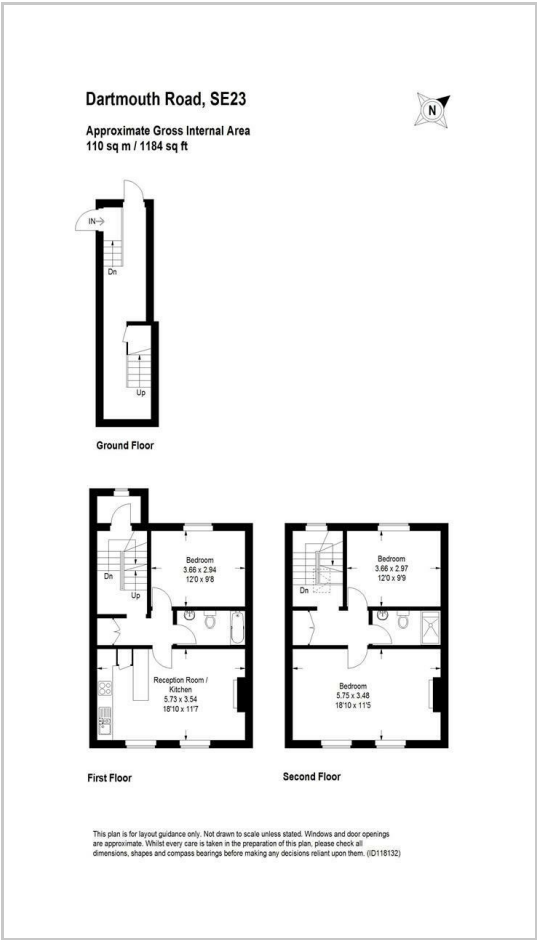 Dartmouth Road, SE23
N
Approximate Gross Internal Area
110 sq m / 1184 sq ft
IN
Dn
Up
Ground Floor
Bedroom
3.66 x 2.94
12'0 x 9'8
Dn
Up
Reception Room /
Kitchen
5.73 x 3.54
18'10 x 11'7
First Floor
Bedroom
3.66 x 2.97
12'0 x 9'9
Dn
Bedroom
5.75 x 3.48
18'10 x 11'5
Second Floor
This plan is for layout guidance only. Not drawn to scale unless stated. Windows and door openings
are approximate. Whilst every care is taken in the preparation of this plan, please check all
dimensions, shapes and compass bearings before making any decisions reliant upon them. (ID118132)